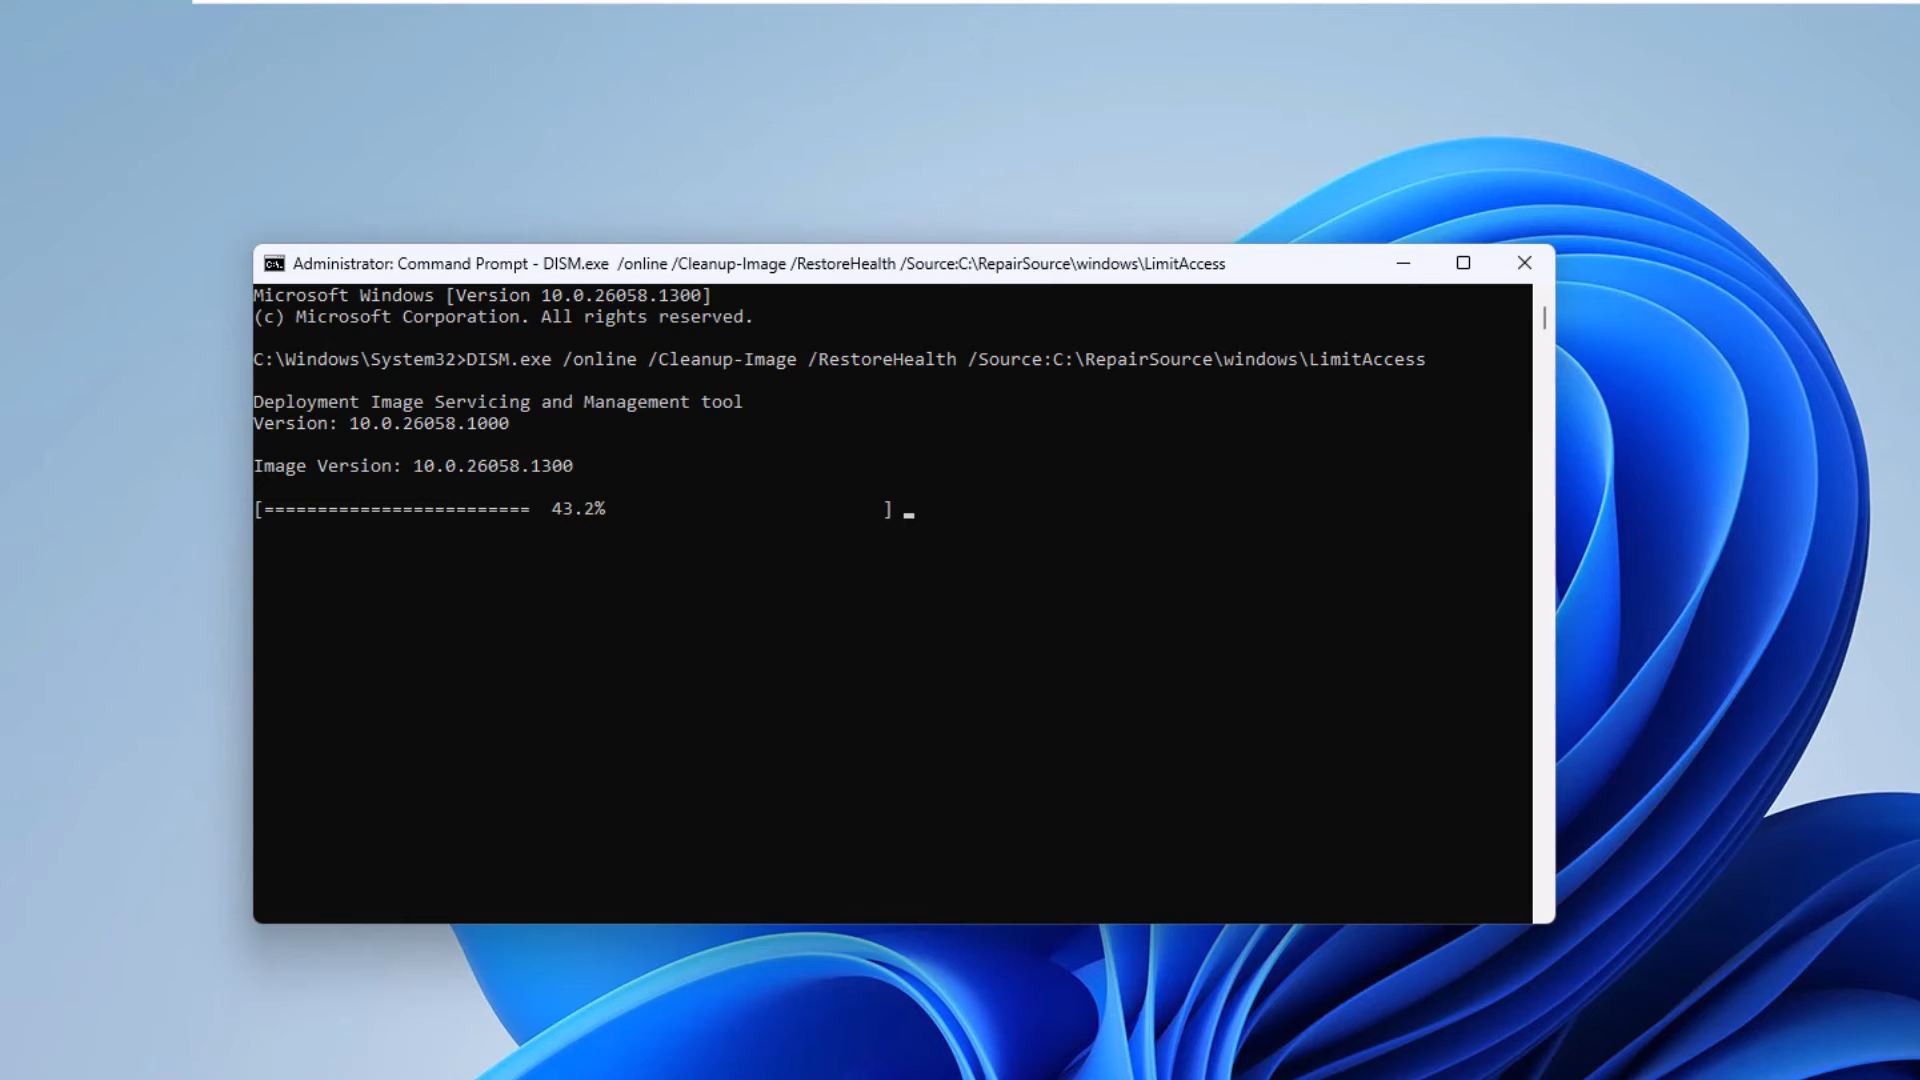 Administrator: Command Prompt - DISM.exe  /online /Cleanup-Image /RestoreHealth /Source:C:\RepairSource\windows\LimitAccess
Microsoft Windows [Version 10.0.26058.1300]
(c) Microsoft Corporation. All rights reserved.
C:\Windows\System32>DISM.exe /online /Cleanup-Image /RestoreHealth /Source:C:\RepairSource\windows\LimitAccess
Deployment Image Servicing and Management tool
Version: 10.0.26058.1000
Image Version: 10.0.26058.1300
[=========================  43.2%                          ]